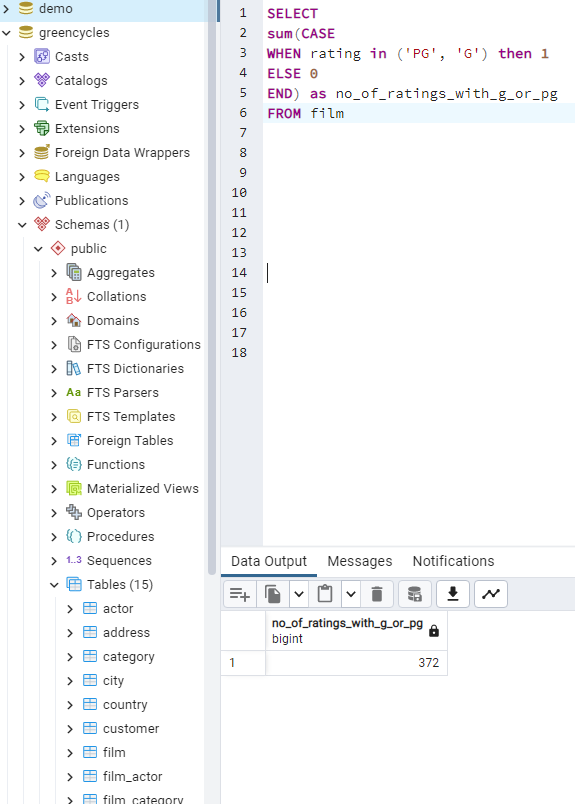 demo
greencycles
Casts
Catalogs
Event Triggers
Extensions
Foreign Data Wrappers
Languages
Publications
Schemas (1)
public
Aggregates
Collations
Domains
FTS Configurations
FTS Dictionaries
Aa FTS Parsers
FTS Templates
Foreign Tables
Functions
Materialized Views
Operators
Procedures
1..3 Sequences
Tables (15)
actor
address
category
city
country
customer
film
film_actor
film_category
1 SELECT
2 sum(CASE
3 WHEN rating in ('PG', 'G') then 1
4 ELSE 0
5 END) as no_of_ratings_with_g_or_pg
6 FROM film
7
8
9
10
11
12
13
14
15
16
17
18
Data Output Messages Notifications
no_of_ratings_with_g_or_pg
bigint
1 372